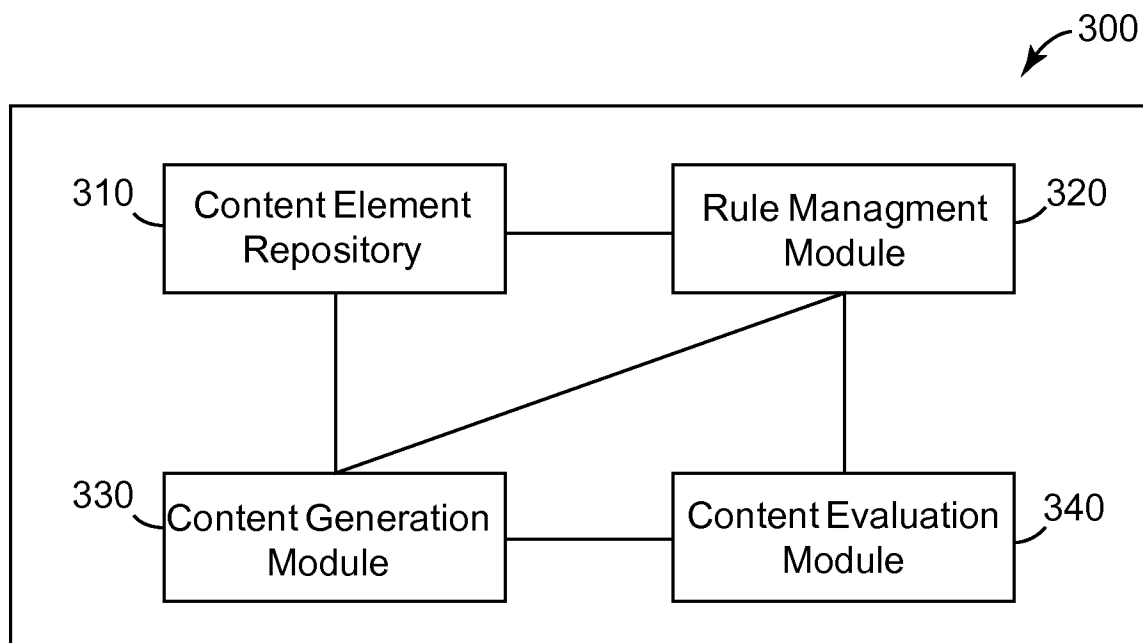 300
310
Content Element
Repository
Rule Managment
Module
320
330
Content Generation
Module
Content Evaluation
Module
340